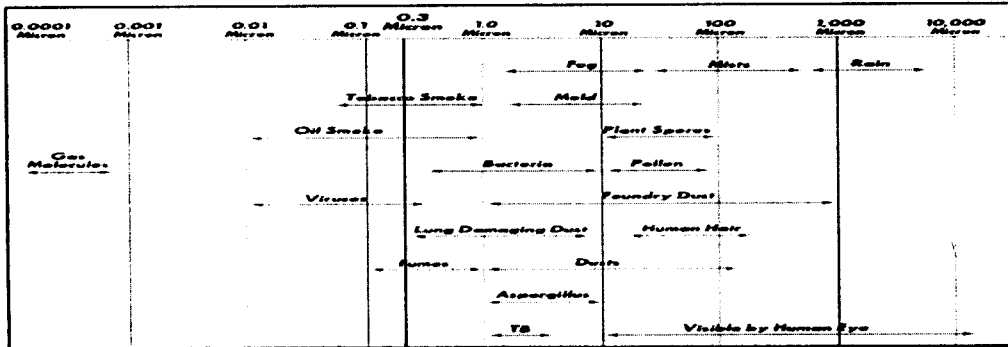 0.0001 Micron
0.001 Micron
0.01 Micron
0.1 Micron
0.3 Micron
1.0 Micron
10 Micron
100 Micron
2,000 Micron
10,000 Micron
Fog
Mists
Rain
Tobacco Smoke
Mold
Oil Smoke
Plant Spores
Gas Molecules
Bacteria
Pollen
Viruses
Foundry Dust
Lung Damaging Dust
Human Hair
Fumes
Dusts
Aspergillus
TB
Visible by Human Eye